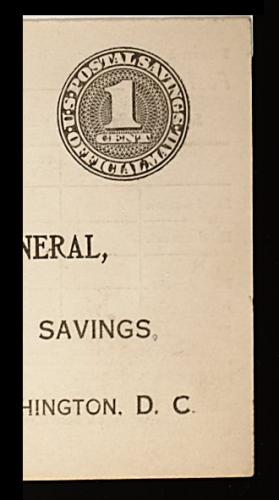 U.S. POSTAL SAVINGS
1
CENT
OFFICIAL MAIL
NERAL,
SAVINGS,
HINGTON, D. C.